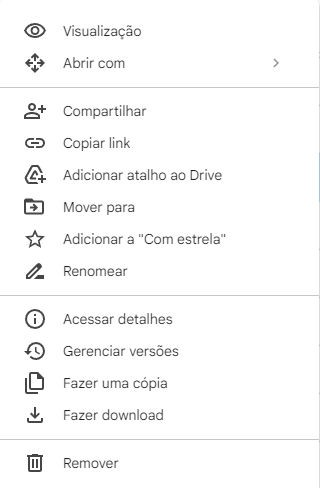 Visualização
Abrir com
Compartilhar
Copiar link
Adicionar atalho ao Drive
Mover para
Adicionar a "Com estrela"
Renomear
Acessar detalhes
Gerenciar versões
Fazer uma cópia
Fazer download
Remover